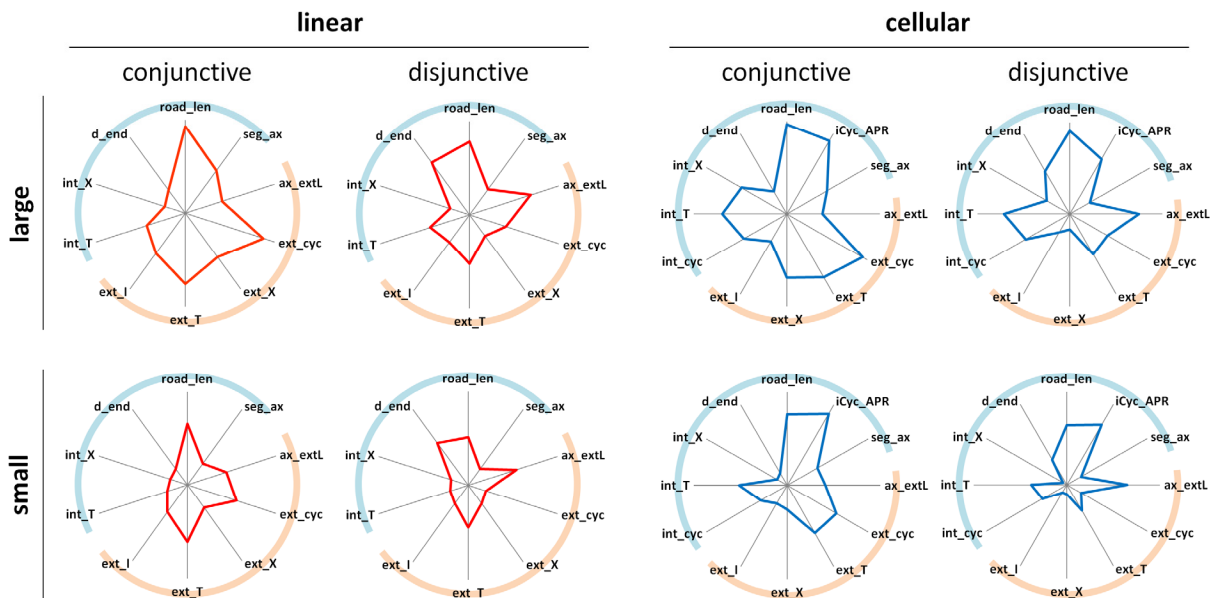 linear
cellular
conjunctive
disjunctive
conjunctive
disjunctive
large
road_len
d_end
seg_ax
int_X
ax_extL
int_T
ext_cyc
ext_I
ext_X
ext_T
road_len
d_end
seg_ax
int_X
ax_extL
int_T
ext_cyc
ext_I
ext_X
ext_T
road_len
d_end
iCyc_APR
int_X
seg_ax
int_T
ax_extL
int_cyc
ext_cyc
ext_I
ext_T
ext_X
road_len
d_end
iCyc_APR
int_X
seg_ax
int_T
ax_extL
int_cyc
ext_cyc
ext_I
ext_T
ext_X
small
road_len
d_end
seg_ax
int_X
ax_extL
int_T
ext_cyc
ext_I
ext_X
ext_T
road_len
d_end
seg_ax
int_X
ax_extL
int_T
ext_cyc
ext_I
ext_X
ext_T
road_len
d_end
iCyc_APR
int_X
seg_ax
int_T
ax_extL
int_cyc
ext_cyc
ext_I
ext_T
ext_X
road_len
d_end
iCyc_APR
int_X
seg_ax
int_T
ax_extL
int_cyc
ext_cyc
ext_I
ext_T
ext_X